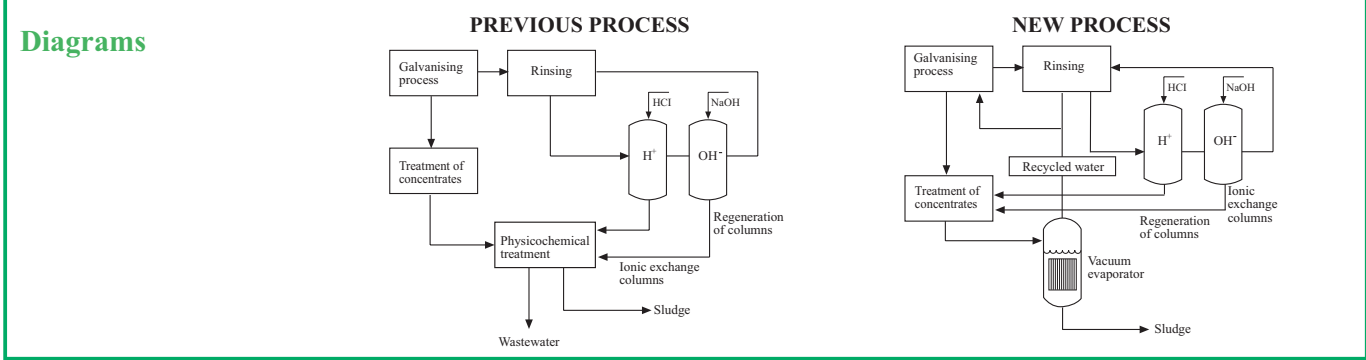 Diagrams
PREVIOUS PROCESS
Galvanising
process
Rinsing
HCI
NaOH
H+
OH-
Treatment of
concentrates
Regeneration
of columns
Physicochemical
treatment
Ionic exchange
columns
Sludge
Wastewater
NEW PROCESS
Galvanising
process
Rinsing
HCI
NaOH
H+
OH-
Recycled water
Treatment of
concentrates
Ionic
exchange
columns
Regeneration
of columns
Vacuum
evaporator
Sludge